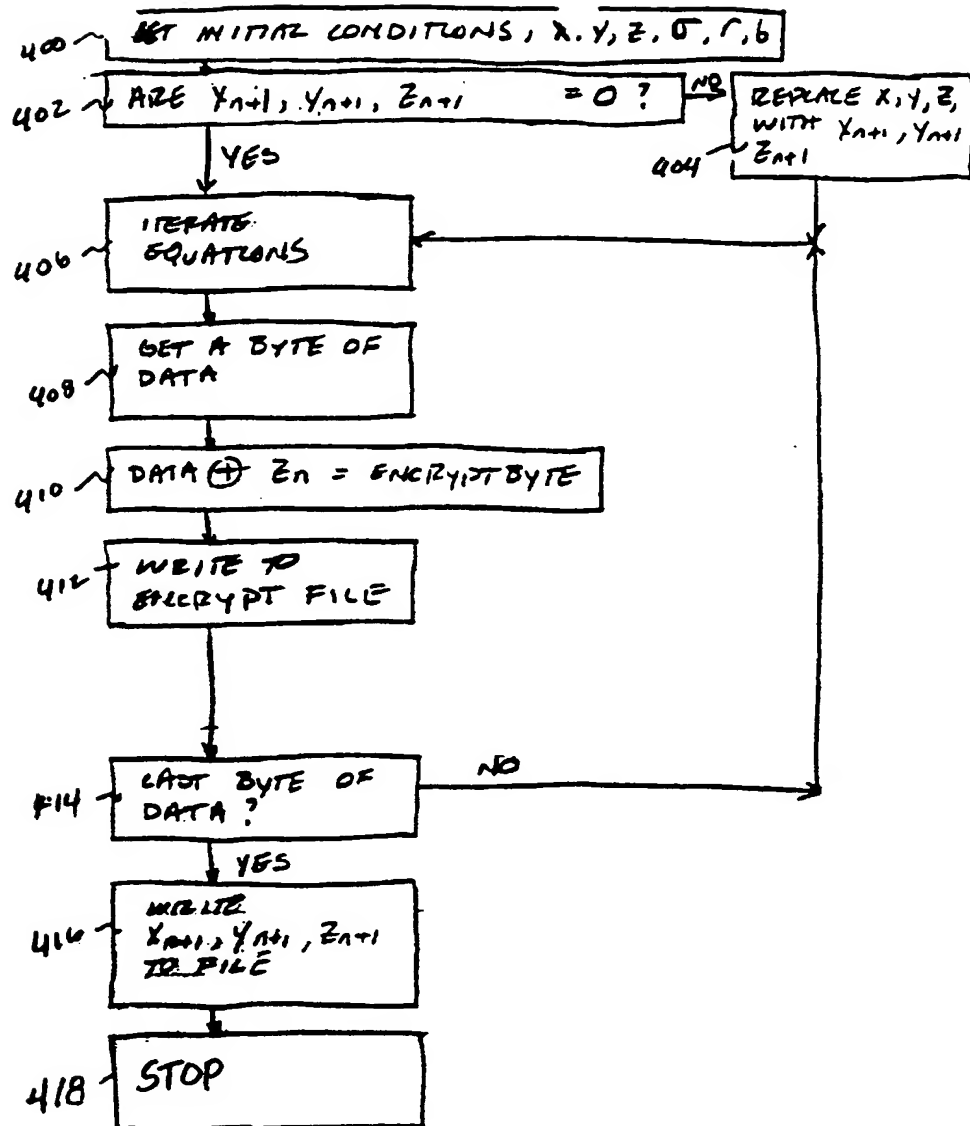 400 SET INITIAL CONDITIONS, X, Y, Z, σ, r, b
402 ARE Xn+1, Yn+1, Zn+1 = 0 ? NO
REPLACE X, Y, Z,
WITH Xn+1, Yn+1
404 Zn+1
YES
406 ITERATE
EQUATIONS
408 GET A BYTE OF
DATA
410 DATA ⊕ Zn = ENCRYPT BYTE
412 WRITE TO
ENCRYPT FILE
414 LAST BYTE OF
DATA ?
NO
YES
416 WRITE
Xn+1, Yn+1, Zn+1
TO FILE
418 STOP